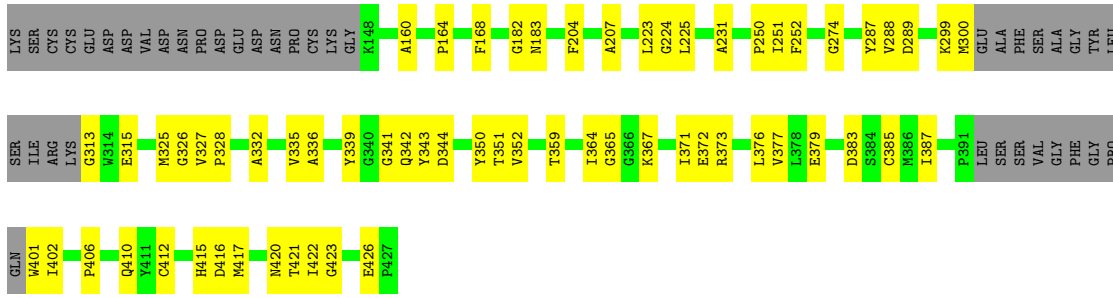 LYS SER CYS CYS GLU ASP ASP VAL ASP ASN PRO ASP GLU ASP ASN PRO CYS LYS GLY K148 A160 P164 F168 G182 N183 F204 A207 L223 G224 L225 A231 P250 I251 F252 G274 Y287 V288 D289 K299 M300 GLU ALA PHE SER ALA GLY TYR LEU
SER ILE ARG LYS G313 W314 E315 M325 G326 V327 P328 A332 V335 A336 Y339 G340 G341 Q342 Y343 D344 Y350 T351 V352 T359 I364 G365 G366 K367 I371 E372 R373 L376 V377 L378 E379 D383 S384 C385 M386 I387 P391 LEU SER SER VAL GLY PHE GLY PRO
GLN W401 I402 P406 Q410 Y411 C412 H415 D416 M417 N420 T421 I422 G423 E426 P427